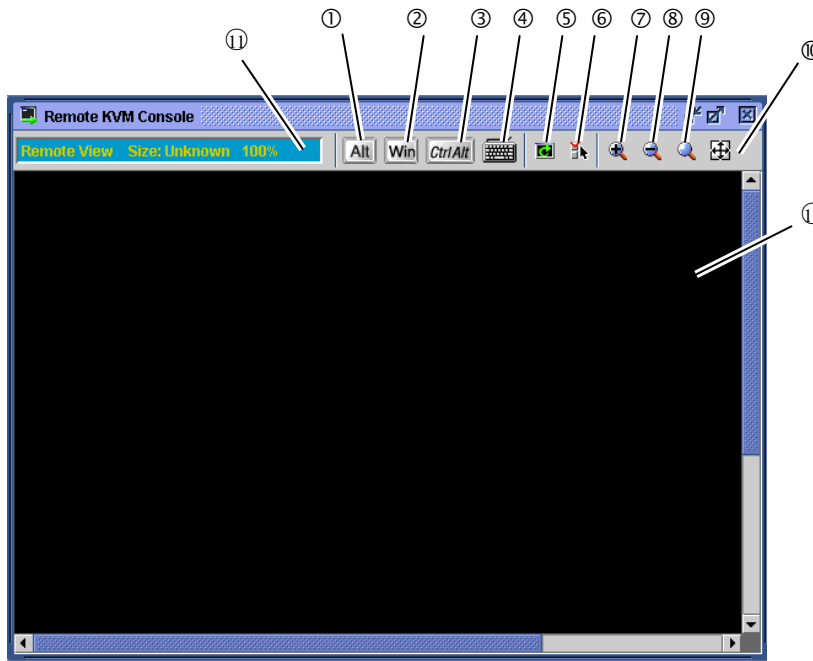 ① ② ③ ④ ⑤ ⑥ ⑦ ⑧ ⑨
⑪
Remote KVM Console
Remote View Size: Unknown 100%
Alt Win Ctrl Alt